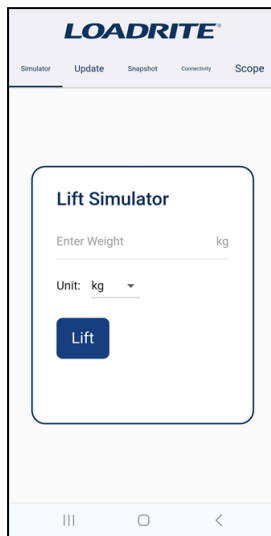 LOADRITE®
Simulator Update Snapshot Connectivity Scope
Lift Simulator
Enter Weight kg
Unit: kg
Lift